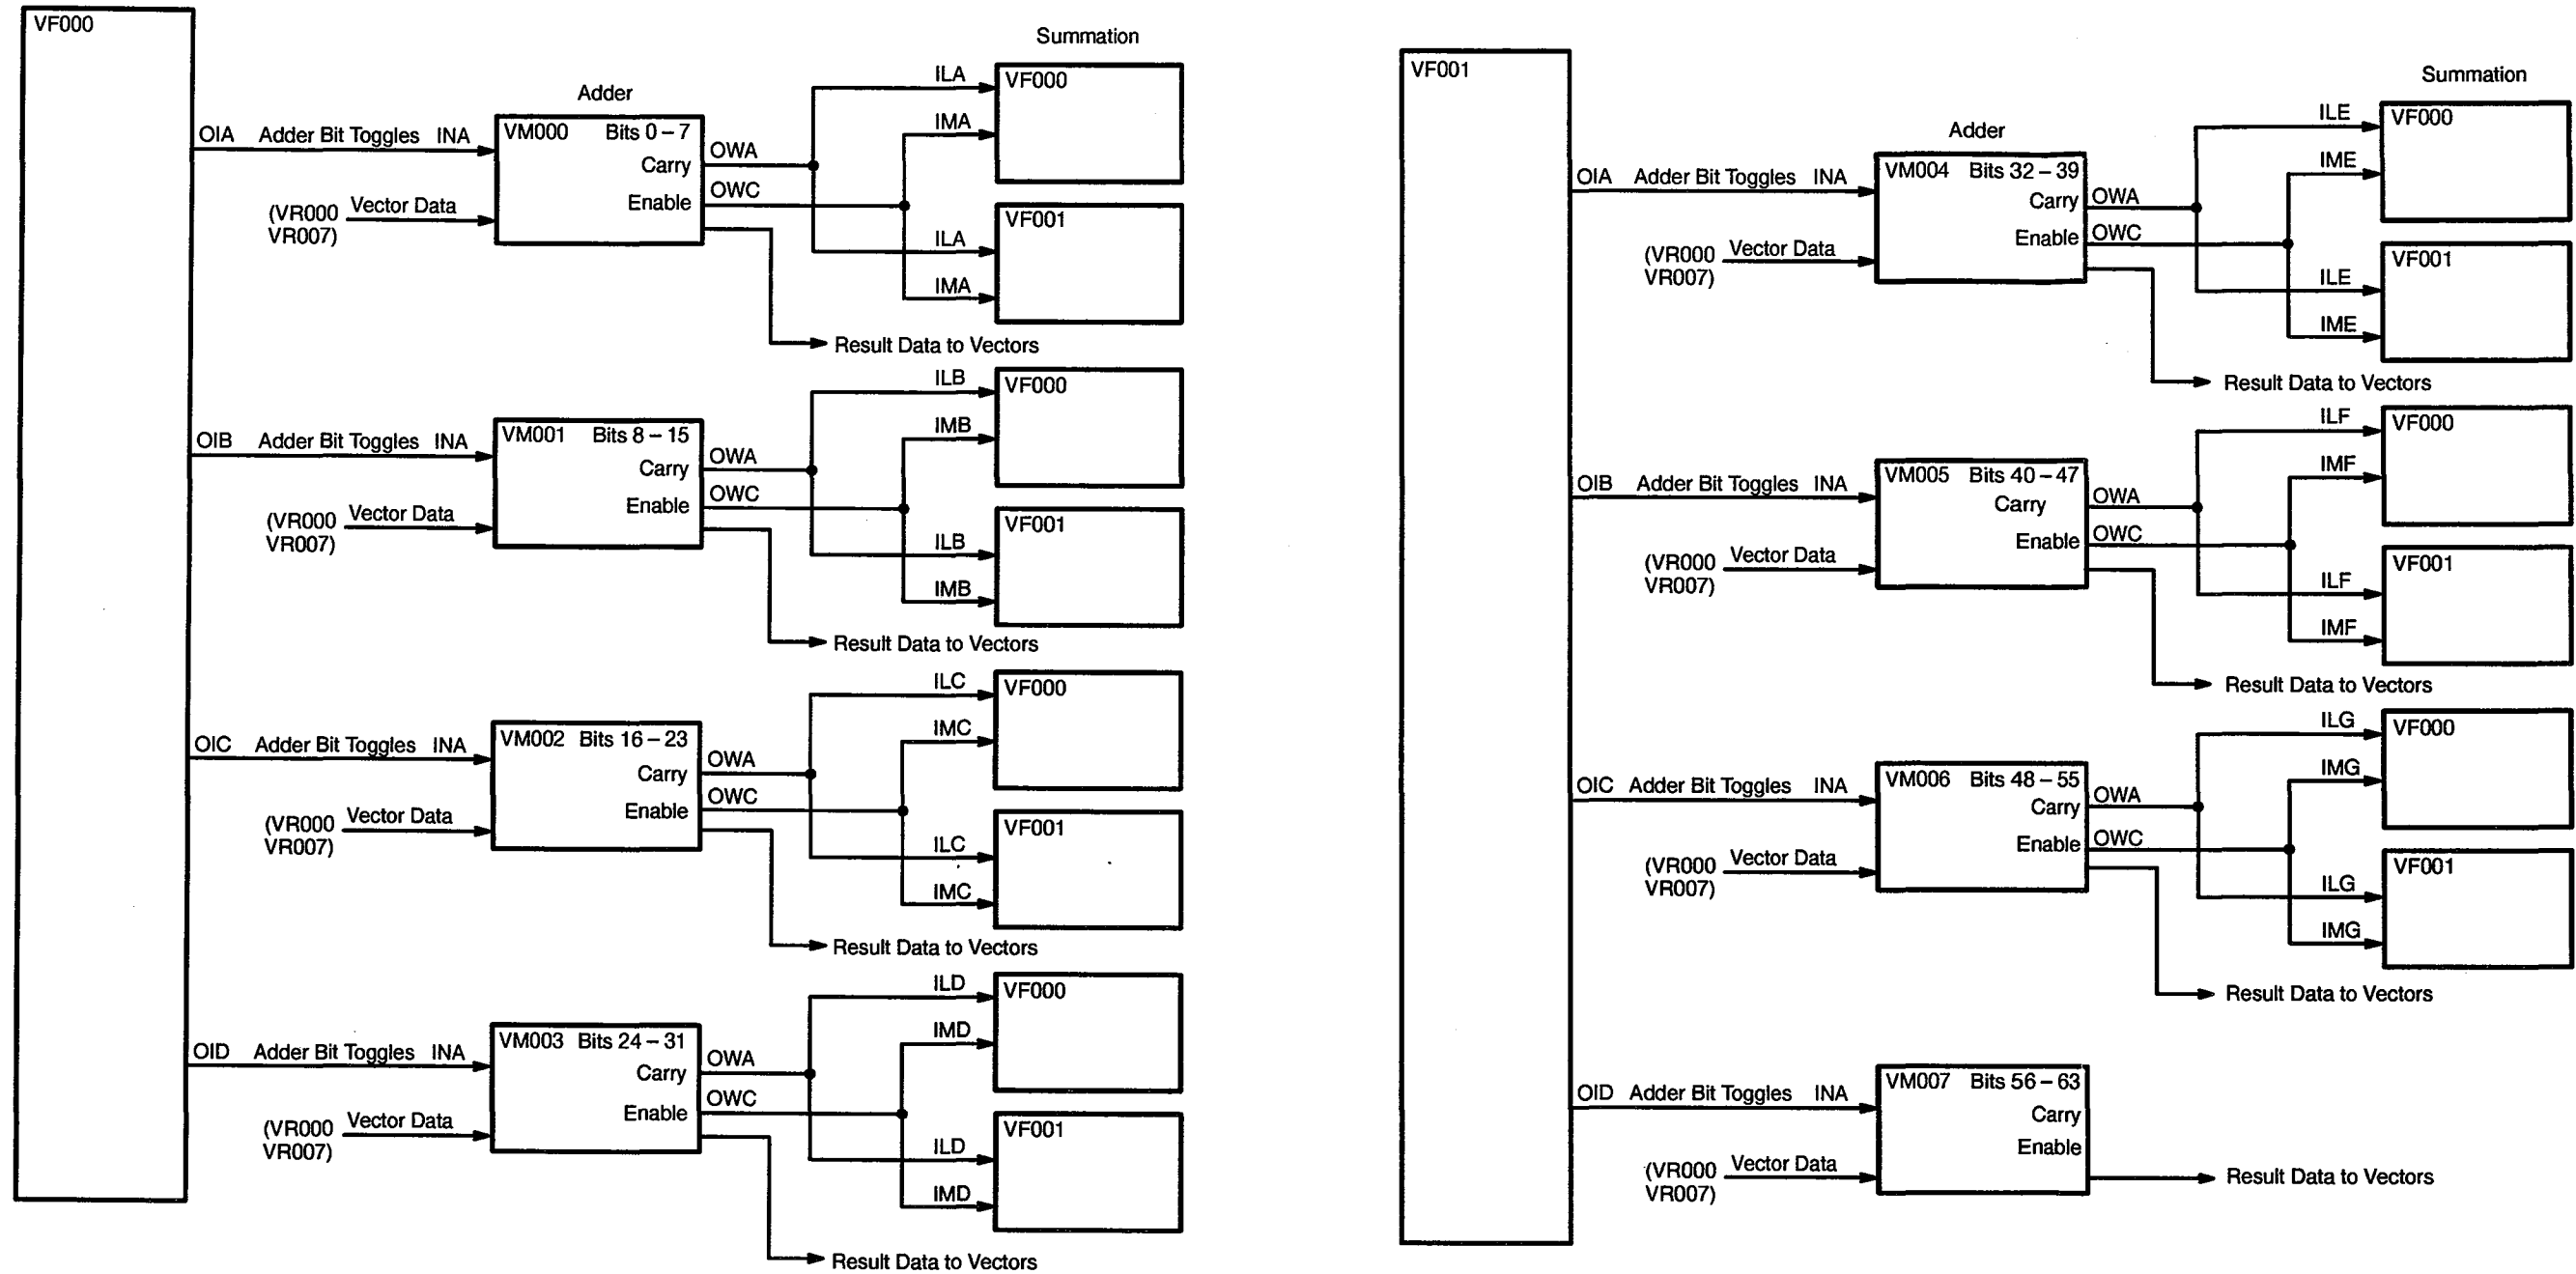 VF000
Summation
Adder
OIA Adder Bit Toggles INA
VM000 Bits 0 – 7
Carry
Enable
OWA
OWC
(VR000
VR007)
Vector Data
ILA
IMA
VF000
ILA
IMA
VF001
Result Data to Vectors
OIB Adder Bit Toggles INA
VM001 Bits 8 – 15
Carry
Enable
OWA
OWC
(VR000
VR007)
Vector Data
ILB
IMB
VF000
ILB
IMB
VF001
Result Data to Vectors
OIC Adder Bit Toggles INA
VM002 Bits 16 – 23
Carry
Enable
OWA
OWC
(VR000
VR007)
Vector Data
ILC
IMC
VF000
ILC
IMC
VF001
Result Data to Vectors
OID Adder Bit Toggles INA
VM003 Bits 24 – 31
Carry
Enable
OWA
OWC
(VR000
VR007)
Vector Data
ILD
IMD
VF000
ILD
IMD
VF001
Result Data to Vectors
VF001
Summation
Adder
OIA Adder Bit Toggles INA
VM004 Bits 32 – 39
Carry
Enable
OWA
OWC
(VR000
VR007)
Vector Data
ILE
IME
VF000
ILE
IME
VF001
Result Data to Vectors
OIB Adder Bit Toggles INA
VM005 Bits 40 – 47
Carry
Enable
OWA
OWC
(VR000
VR007)
Vector Data
ILF
IMF
VF000
ILF
IMF
VF001
Result Data to Vectors
OIC Adder Bit Toggles INA
VM006 Bits 48 – 55
Carry
Enable
OWA
OWC
(VR000
VR007)
Vector Data
ILG
IMG
VF000
ILG
IMG
VF001
Result Data to Vectors
OID Adder Bit Toggles INA
VM007 Bits 56 – 63
Carry
Enable
(VR000
VR007)
Vector Data
Result Data to Vectors